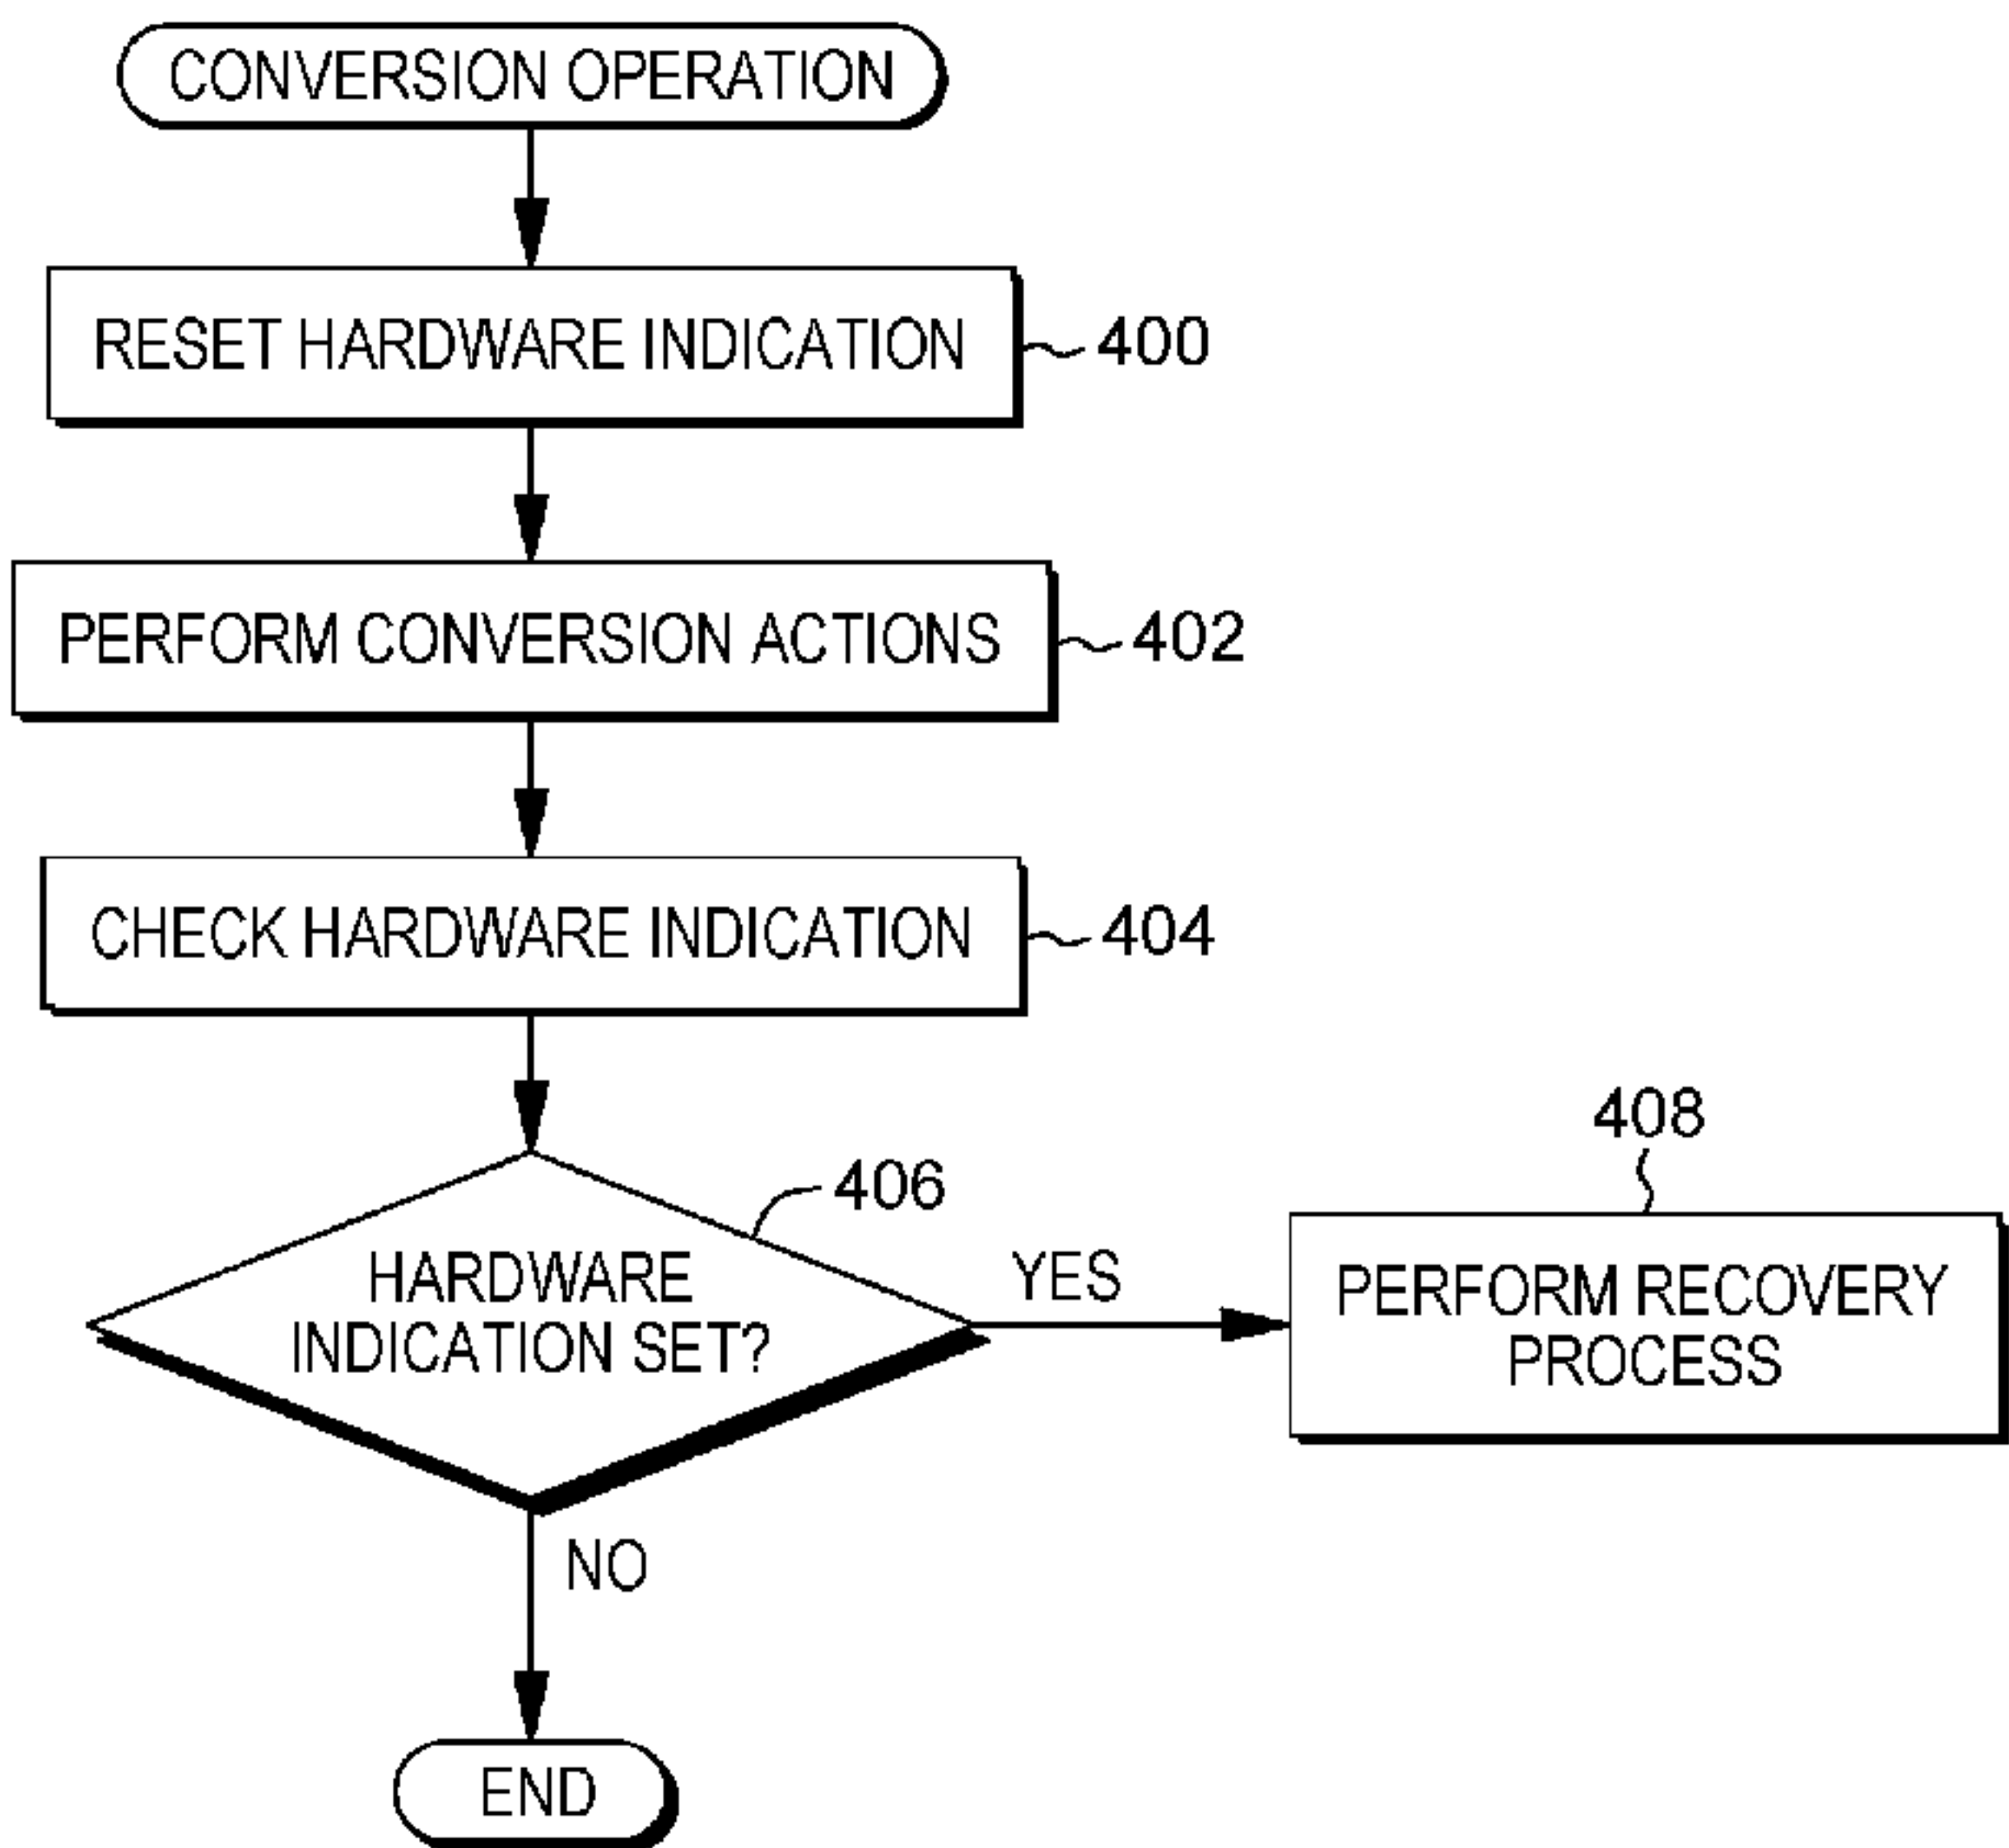 CONVERSION OPERATION
RESET HARDWARE INDICATION
400
PERFORM CONVERSION ACTIONS
402
CHECK HARDWARE INDICATION
404
406
HARDWARE
INDICATION SET?
YES
408
PERFORM RECOVERY
PROCESS
NO
END